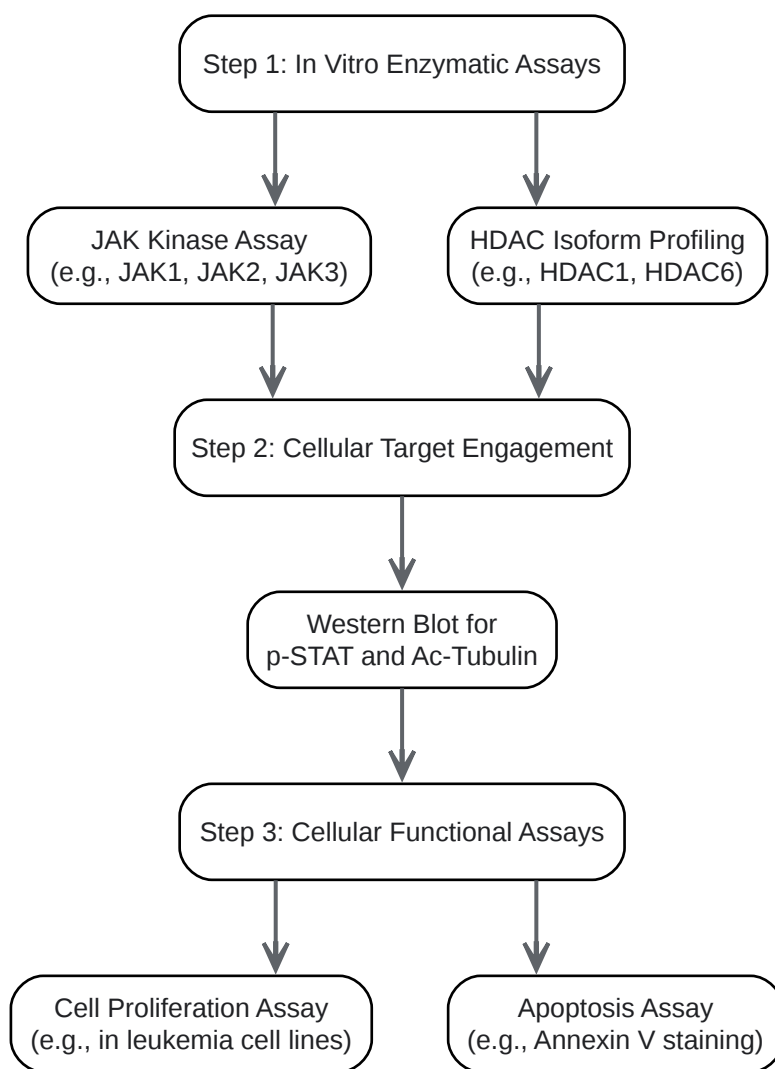 Step 1: In Vitro Enzymatic Assays
JAK Kinase Assay
(e.g., JAK1, JAK2, JAK3)
HDAC Isoform Profiling
(e.g., HDAC1, HDAC6)
Step 2: Cellular Target Engagement
Western Blot for
p-STAT and Ac-Tubulin
Step 3: Cellular Functional Assays
Cell Proliferation Assay
(e.g., in leukemia cell lines)
Apoptosis Assay
(e.g., Annexin V staining)